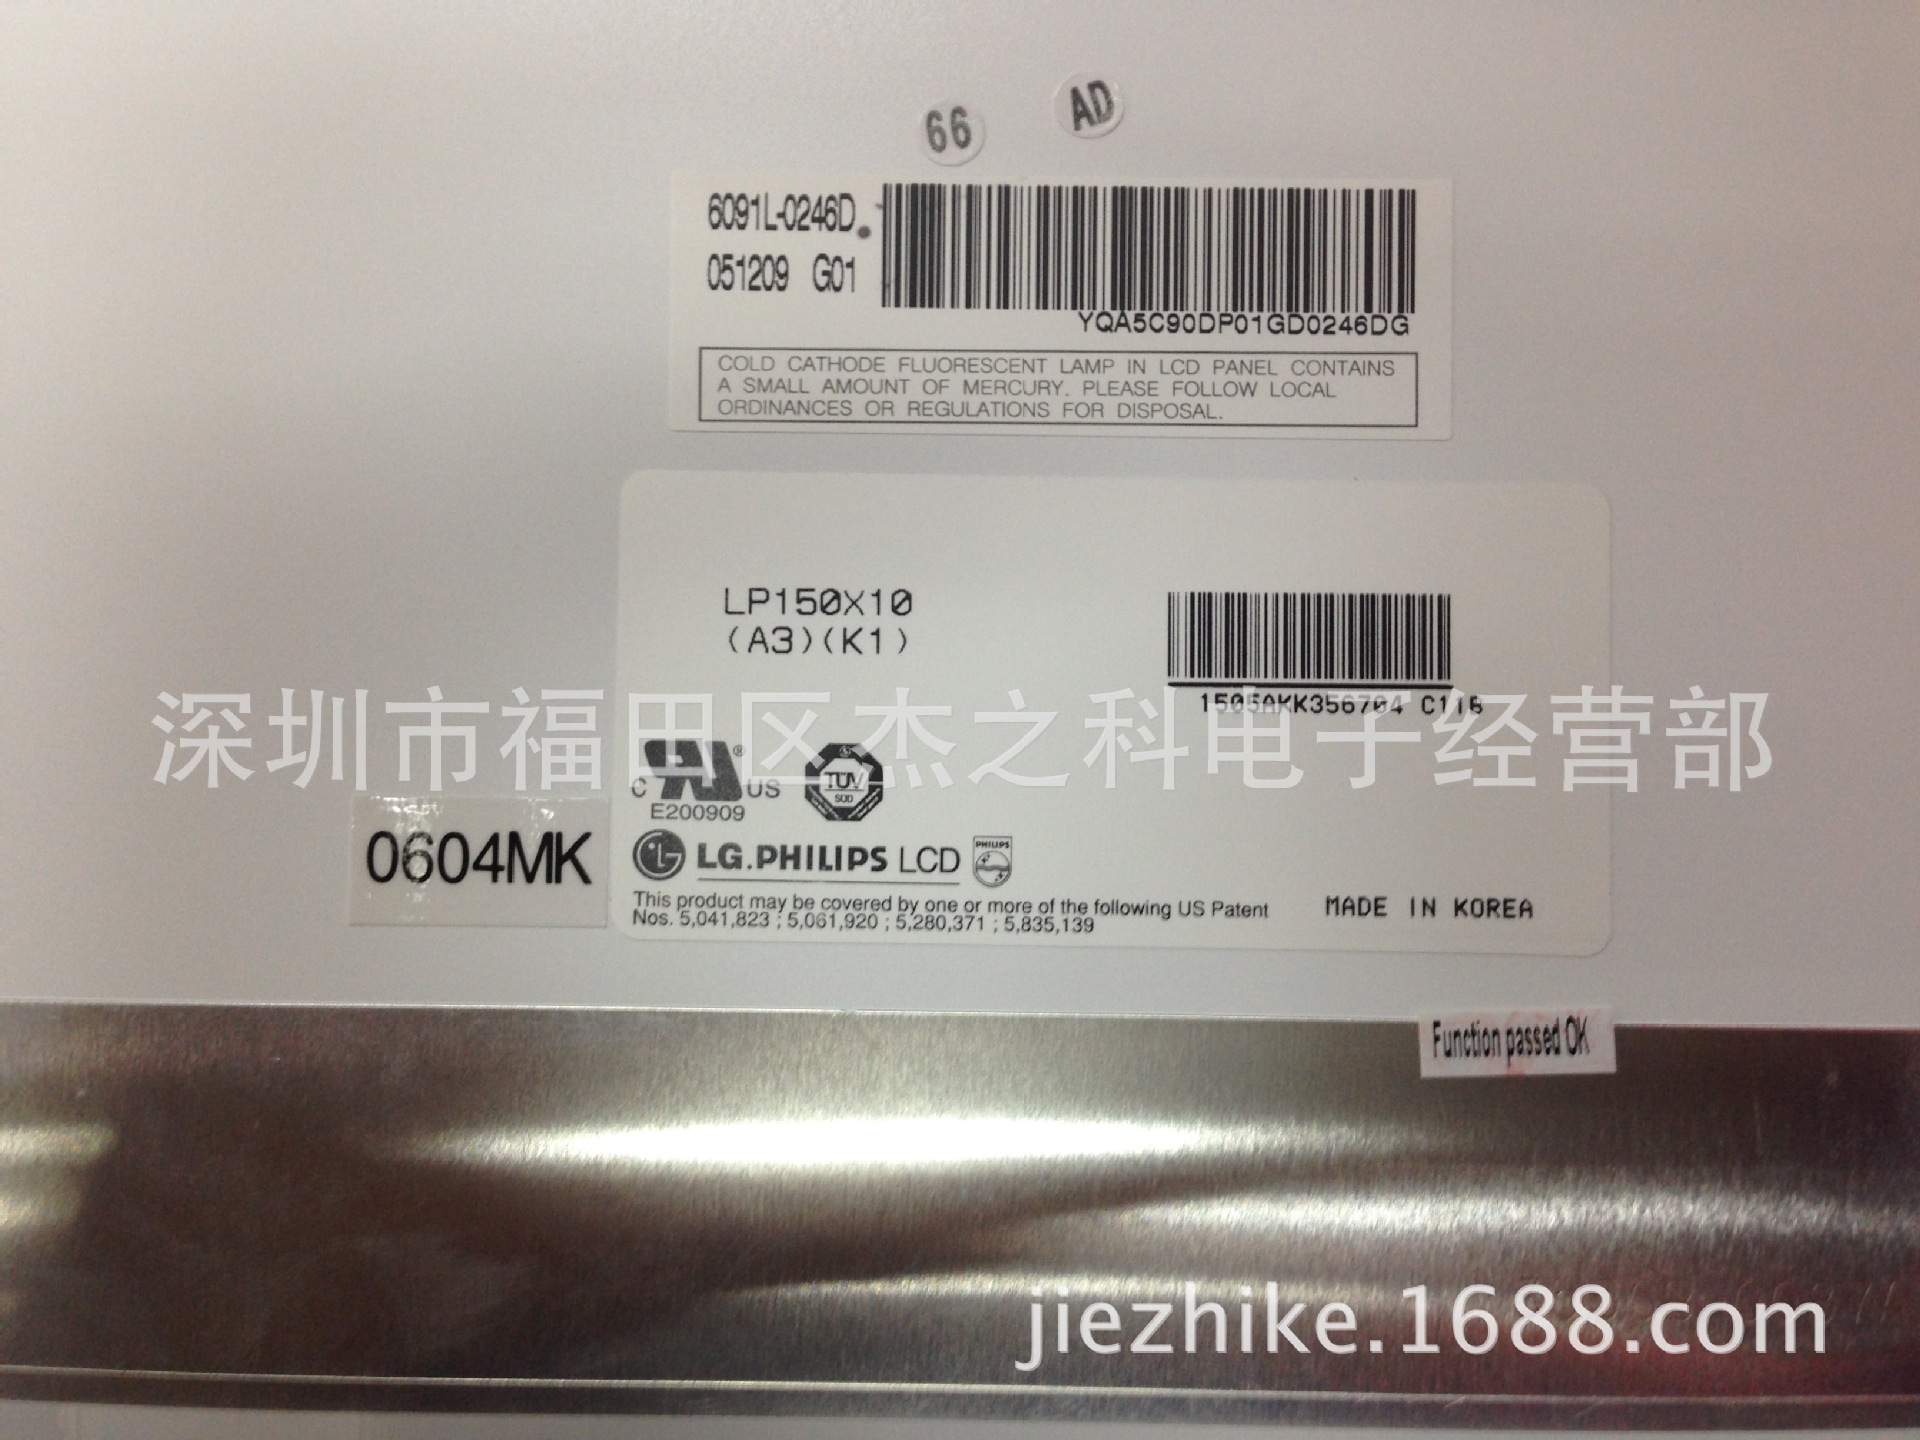 66
AD
6091L-0246D
051209 G01
YQA5C90DP01GD0246DG
COLD CATHODE FLUORESCENT LAMP IN LCD PANEL CONTAINS
A SMALL AMOUNT OF MERCURY. PLEASE FOLLOW LOCAL
ORDINANCES OR REGULATIONS FOR DISPOSAL.
LP150X10
(A3)(K1)
1505AKK356704 C11B
深圳市福田区杰之科电子经营部
C US ®
E200909
TÜV
SÜD
0604MK
LG.PHILIPS LCD
PHILIPS
This product may be covered by one or more of the following US Patent
Nos. 5,041,823 ; 5,061,920 ; 5,280,371 ; 5,835,139
MADE IN KOREA
Function passed OK
jiezhike.1688.com